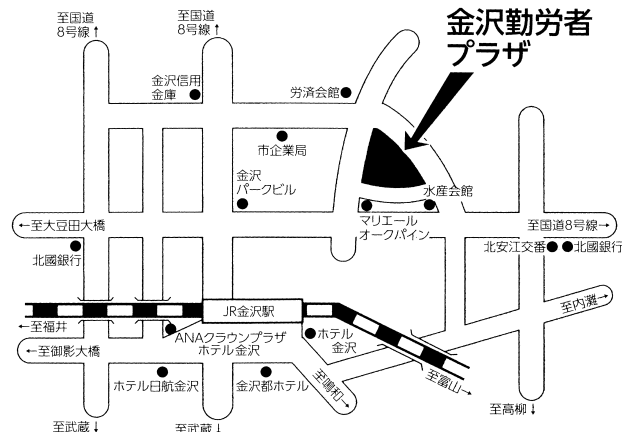 至国道
8号線↑
至国道
8号線↑
金沢勤労者
プラザ
金沢信用
金庫
労済会館
市企業局
金沢
パークビル
水産会館
マリエール
オークパイン
←至大豆田大橋
至国道8号線→
北國銀行
北安江交番
北國銀行
至内灘→
JR金沢駅
←至福井
ANAクラウンプラザ
ホテル金沢
ホテル
金沢
←至御影大橋
ホテル日航金沢
金沢都ホテル
至鳴和→
至富山→
至高柳↓
至武蔵↓
至武蔵↓